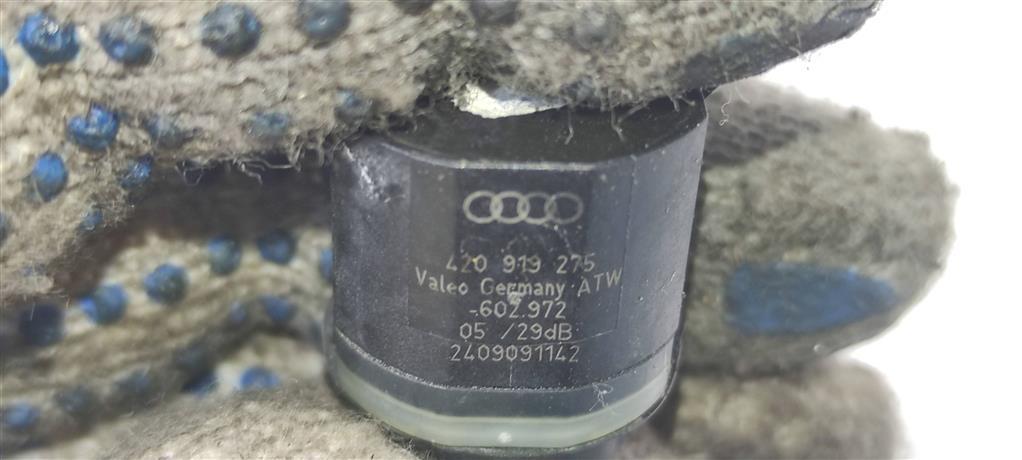 420 919 275
Valeo Germany ATW
-602.972
05 /29dB
2409091142